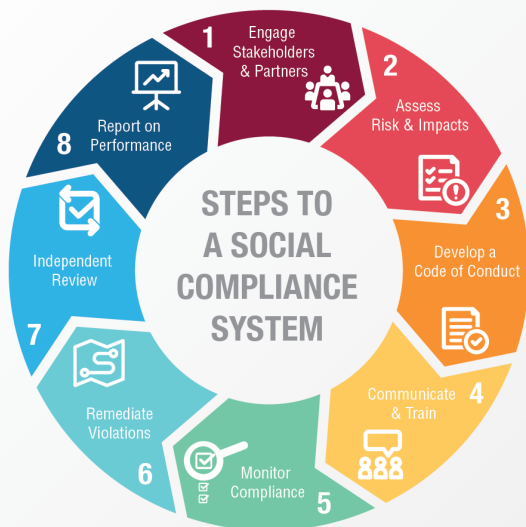 STEPS TO
A SOCIAL
COMPLIANCE
SYSTEM
1
Engage
Stakeholders
& Partners
2
Assess
Risk & Impacts
3
Develop a
Code of Conduct
4
Communicate
& Train
5
Monitor
Compliance
6
Remediate
Violations
7
Independent
Review
8
Report on
Performance